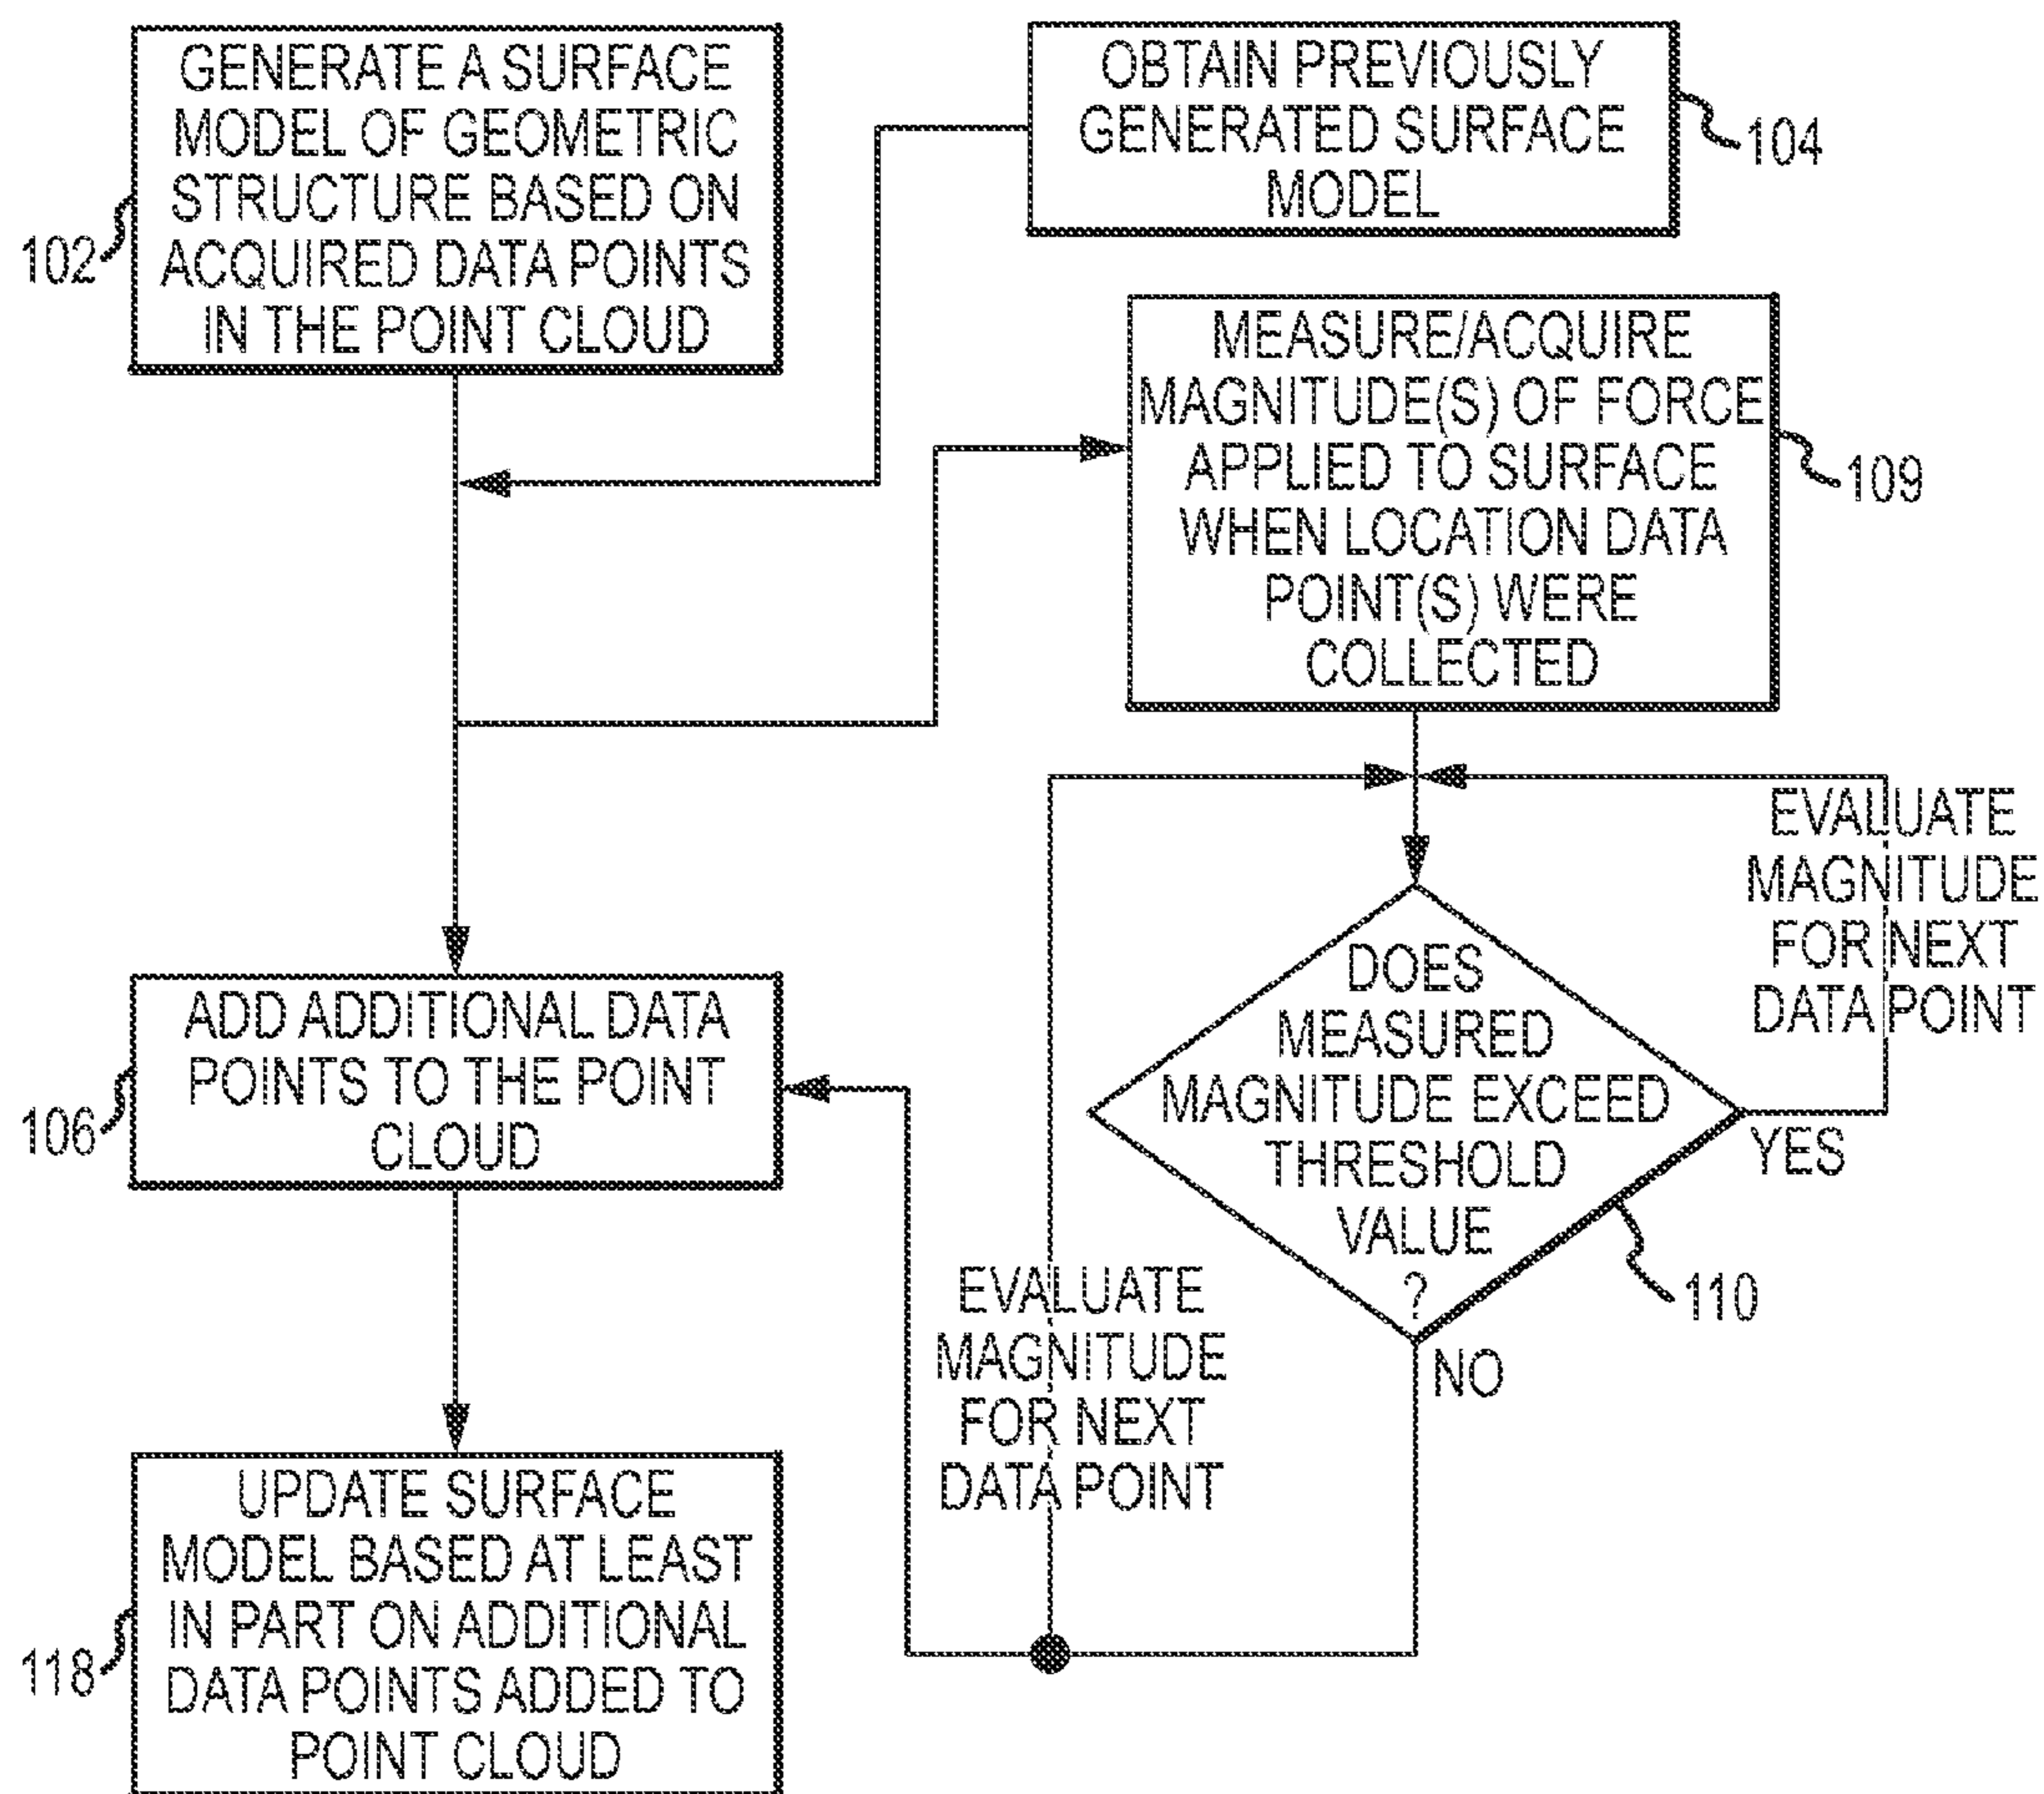 GENERATE A SURFACE
MODEL OF GEOMETRIC
STRUCTURE BASED ON
ACQUIRED DATA POINTS
IN THE POINT CLOUD
102
OBTAIN PREVIOUSLY
GENERATED SURFACE
MODEL
104
MEASURE/ACQUIRE
MAGNITUDE(S) OF FORCE
APPLIED TO SURFACE
WHEN LOCATION DATA
POINT(S) WERE
COLLECTED
109
EVALUATE
MAGNITUDE
FOR NEXT
DATA POINT
DOES
MEASURED
MAGNITUDE EXCEED
THRESHOLD
VALUE
?
YES
110
NO
ADD ADDITIONAL DATA
POINTS TO THE POINT
CLOUD
106
EVALUATE
MAGNITUDE
FOR NEXT
DATA POINT
UPDATE SURFACE
MODEL BASED AT LEAST
IN PART ON ADDITIONAL
DATA POINTS ADDED TO
POINT CLOUD
118